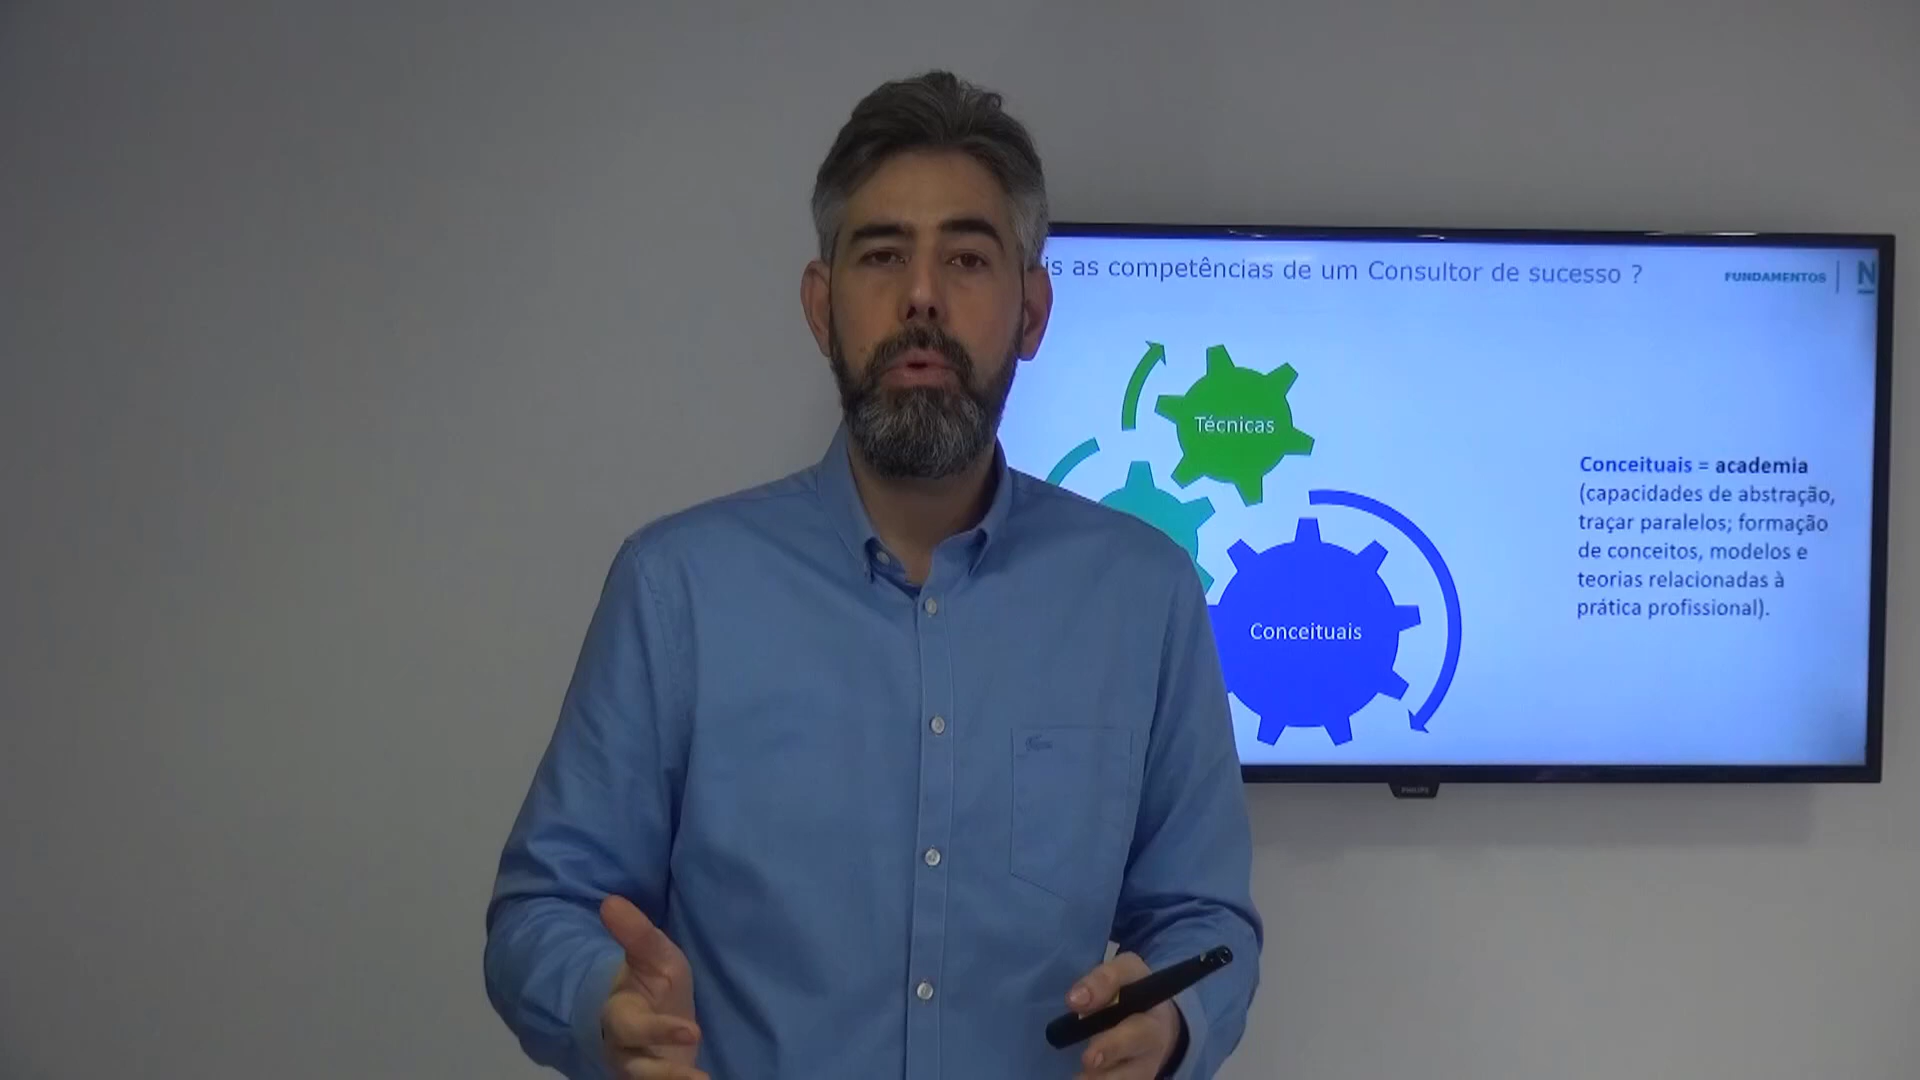 is as competências de um Consultor de sucesso ?
FUNDAMENTOS | N
Técnicas
Conceituais = academia
(capacidades de abstração,
traçar paralelos; formação
de conceitos, modelos e
teorias relacionadas à
prática profissional).
Conceituais
PHILIPS